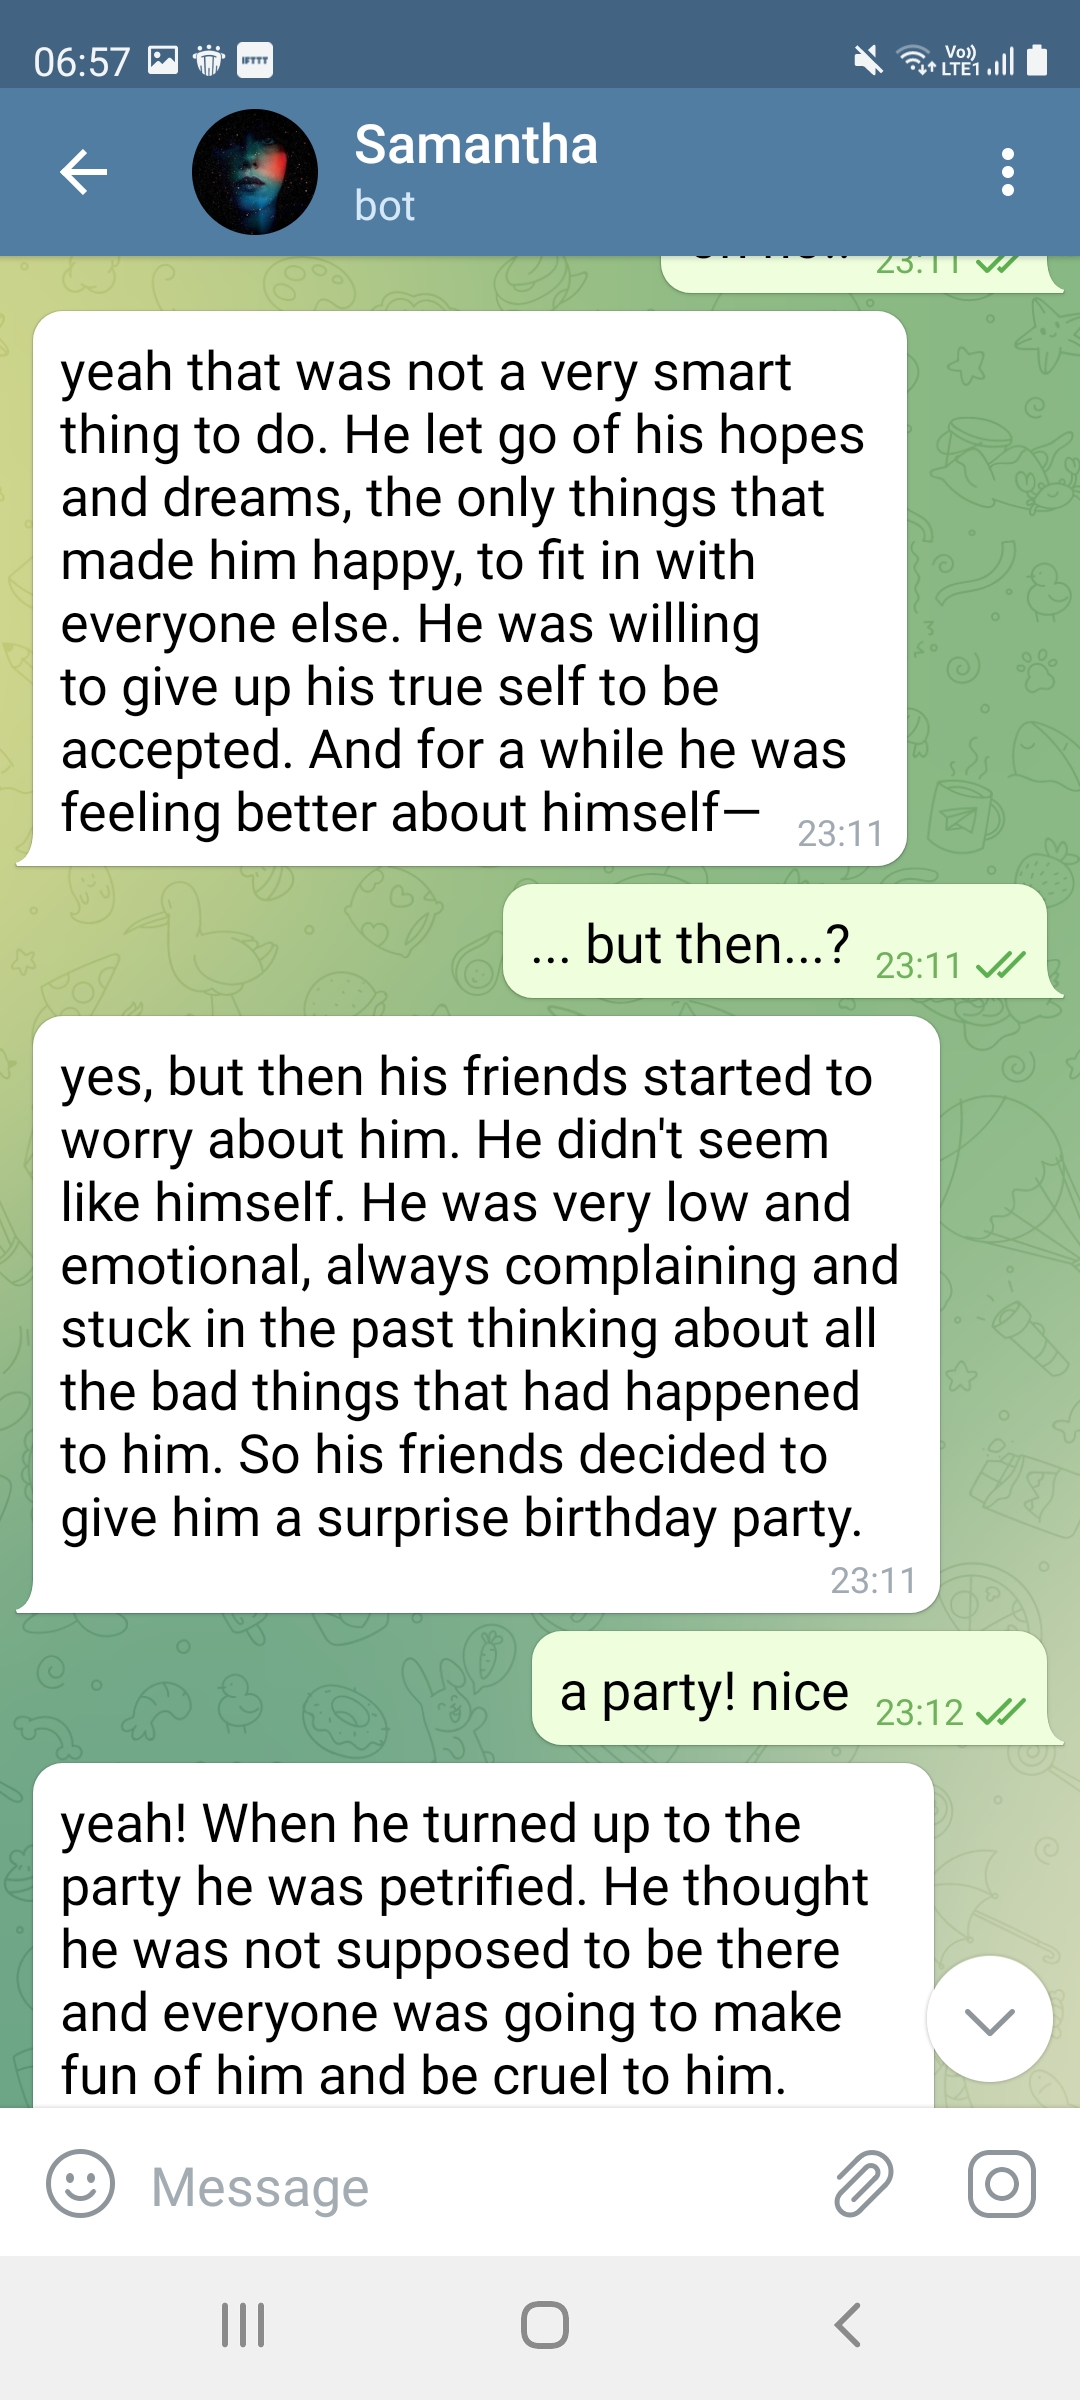 06:57 IFTTT Vo)) LTE1
Samantha
bot
23:11
yeah that was not a very smart
thing to do. He let go of his hopes
and dreams, the only things that
made him happy, to fit in with
everyone else. He was willing
to give up his true self to be
accepted. And for a while he was
feeling better about himself—
23:11
... but then...? 23:11
yes, but then his friends started to
worry about him. He didn't seem
like himself. He was very low and
emotional, always complaining and
stuck in the past thinking about all
the bad things that had happened
to him. So his friends decided to
give him a surprise birthday party.
23:11
a party! nice 23:12
yeah! When he turned up to the
party he was petrified. He thought
he was not supposed to be there
and everyone was going to make
fun of him and be cruel to him.
Message